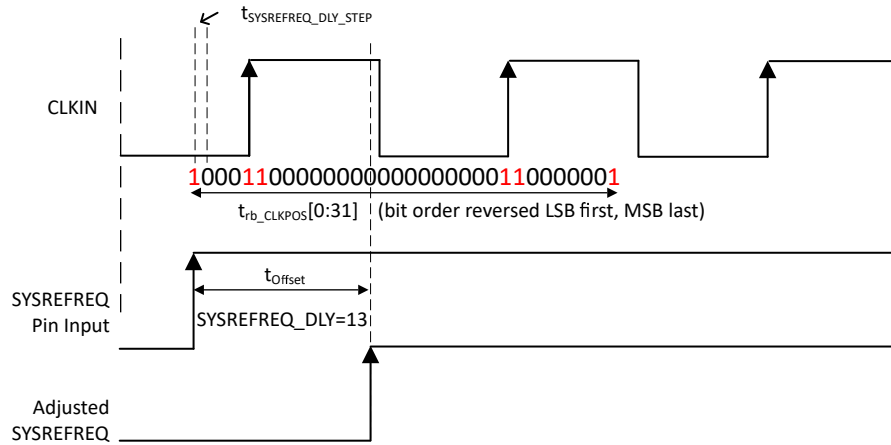 tSYSREFREQ_DLY_STEP
CLKIN
10001100000000000000000110000001
trb_CLKPOS[0:31] (bit order reversed LSB first, MSB last)
tOffset
SYSREFREQ
Pin Input
SYSREFREQ_DLY=13
Adjusted
SYSREFREQ